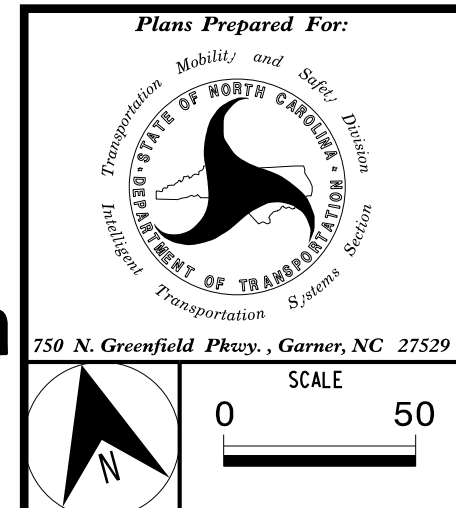 Plans Prepared For:
Transportation Mobility and Safety Division
STATE OF NORTH CAROLINA
DEPARTMENT OF TRANSPORTATION
Intelligent Transportation Systems Section
750 N. Greenfield Pkwy. , Garner, NC 27529
N
SCALE
0 50